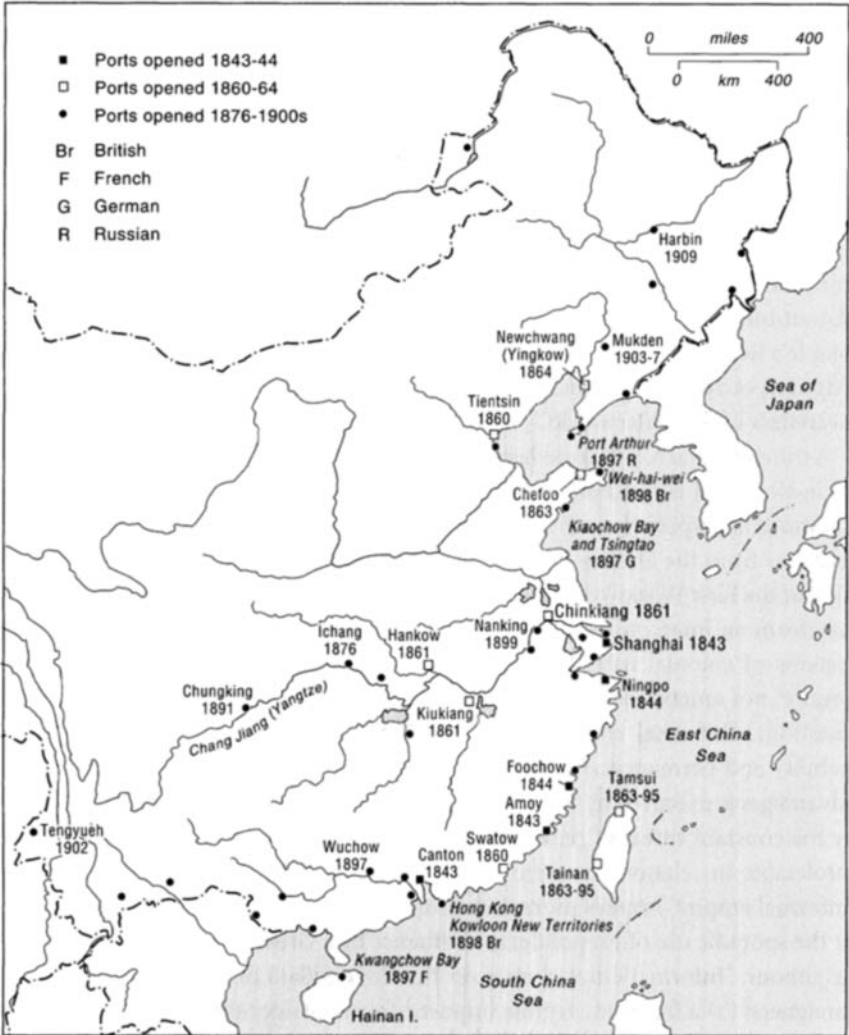 Ports opened 1843-44
Ports opened 1860-64
Ports opened 1876-1900s
Br British
F French
G German
R Russian
0 miles 400
0 km 400
Harbin
1909
Newchwang
(Yingkow)
1864
Mukden
1903-7
Sea of
Japan
Tientsin
1860
Port Arthur
1897 R
Wei-hai-wei
1898 Br
Chefoo
1863
Kiaochow Bay
and Tsingtao
1897 G
Chinkiang 1861
Nanking
1899
Shanghai 1843
Ichang
1876
Hankow
1861
Ningpo
1844
Chungking
1891
Chang Jiang (Yangtze)
Kiukiang
1861
East China
Sea
Foochow
1844
Tamsui
1863-95
Amoy
1843
Swatow
1860
Tengyueh
1902
Wuchow
1897
Canton
1843
Tainan
1863-95
Hong Kong
Kowloon New Territories
1898 Br
Kwangchow Bay
1897 F
South China
Sea
Hainan I.